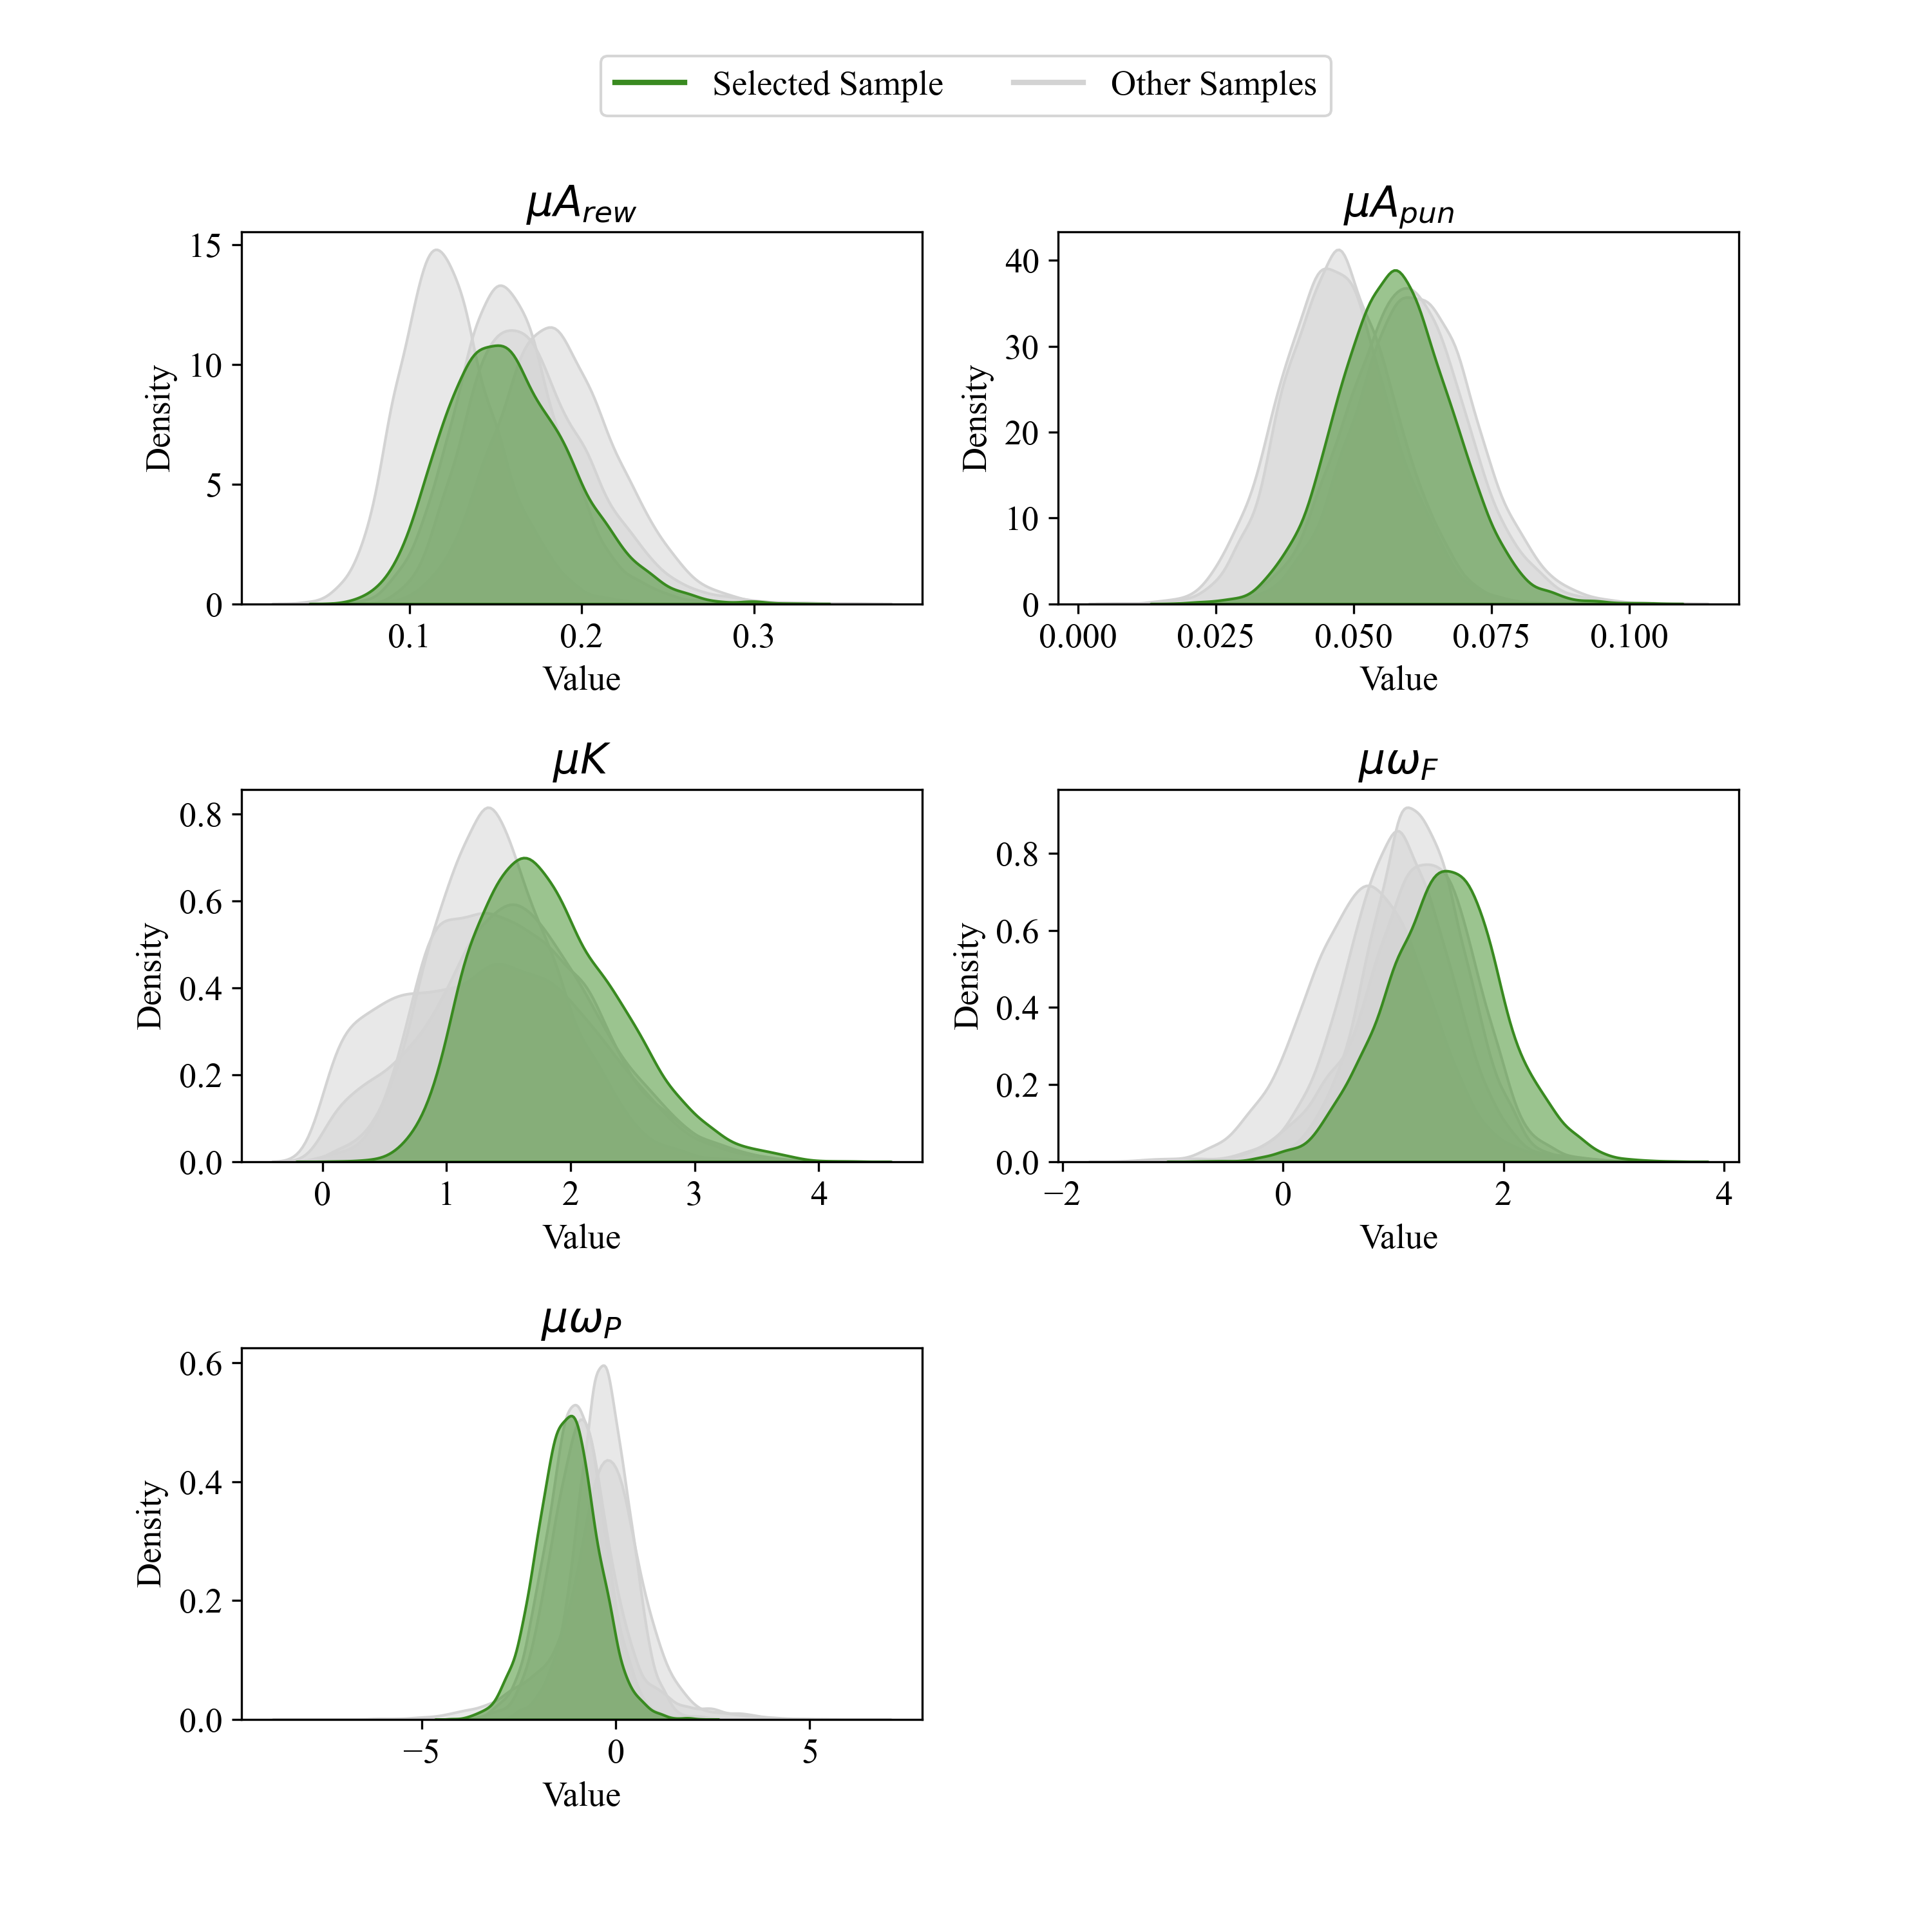 Selected Sample Other Samples
μA_rew
15
10
5
0
Density
0.1 0.2 0.3
Value
μA_pun
40
30
20
10
0
Density
0.000 0.025 0.050 0.075 0.100
Value
μK
0.8
0.6
0.4
0.2
0.0
Density
0 1 2 3 4
Value
μω_F
0.8
0.6
0.4
0.2
0.0
Density
−2 0 2 4
Value
μω_P
0.6
0.4
0.2
0.0
Density
−5 0 5
Value